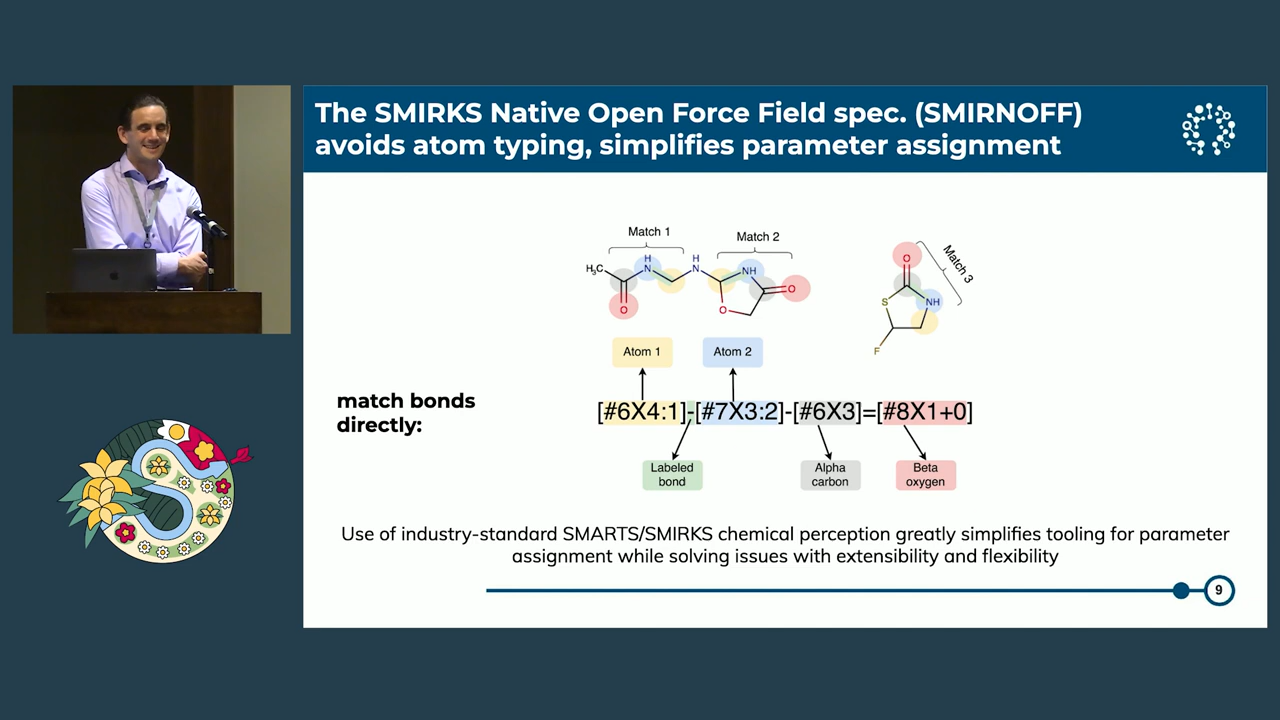 The SMIRKS Native Open Force Field spec. (SMIRNOFF)
avoids atom typing, simplifies parameter assignment
Match 1
Match 2
Match 3
H₃C
H
N
O
H
N
NH
O
O
O
S
NH
F
Atom 1
Atom 2
match bonds
directly:
[#6X4:1]-[#7X3:2]-[#6X3]=[#8X1+0]
Labeled
bond
Alpha
carbon
Beta
oxygen
Use of industry-standard SMARTS/SMIRKS chemical perception greatly simplifies tooling for parameter
assignment while solving issues with extensibility and flexibility
9